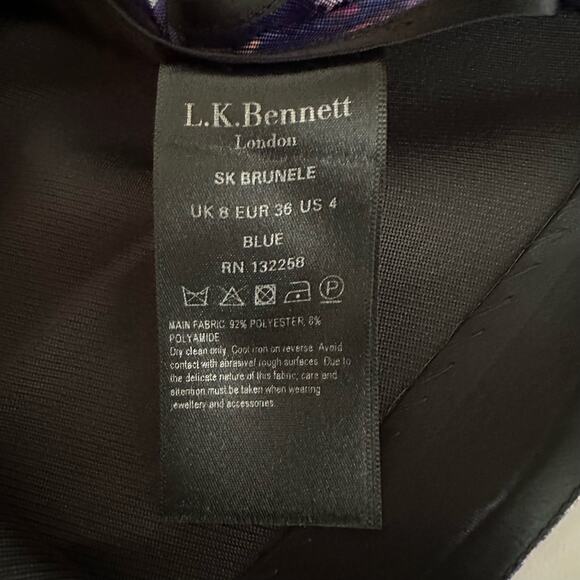 L.K.Bennett
London
SK BRUNELE
UK 8 EUR 36 US 4
BLUE
RN 132258
P
MAIN FABRIC: 92% POLYESTER, 8%
POLYAMIDE
Dry clean only. Cool iron on reverse. Avoid
contact with abrasive/ rough surfaces. Due to
the delicate nature of this fabric, care and
attention must be taken when wearing
jewellery and accessories.